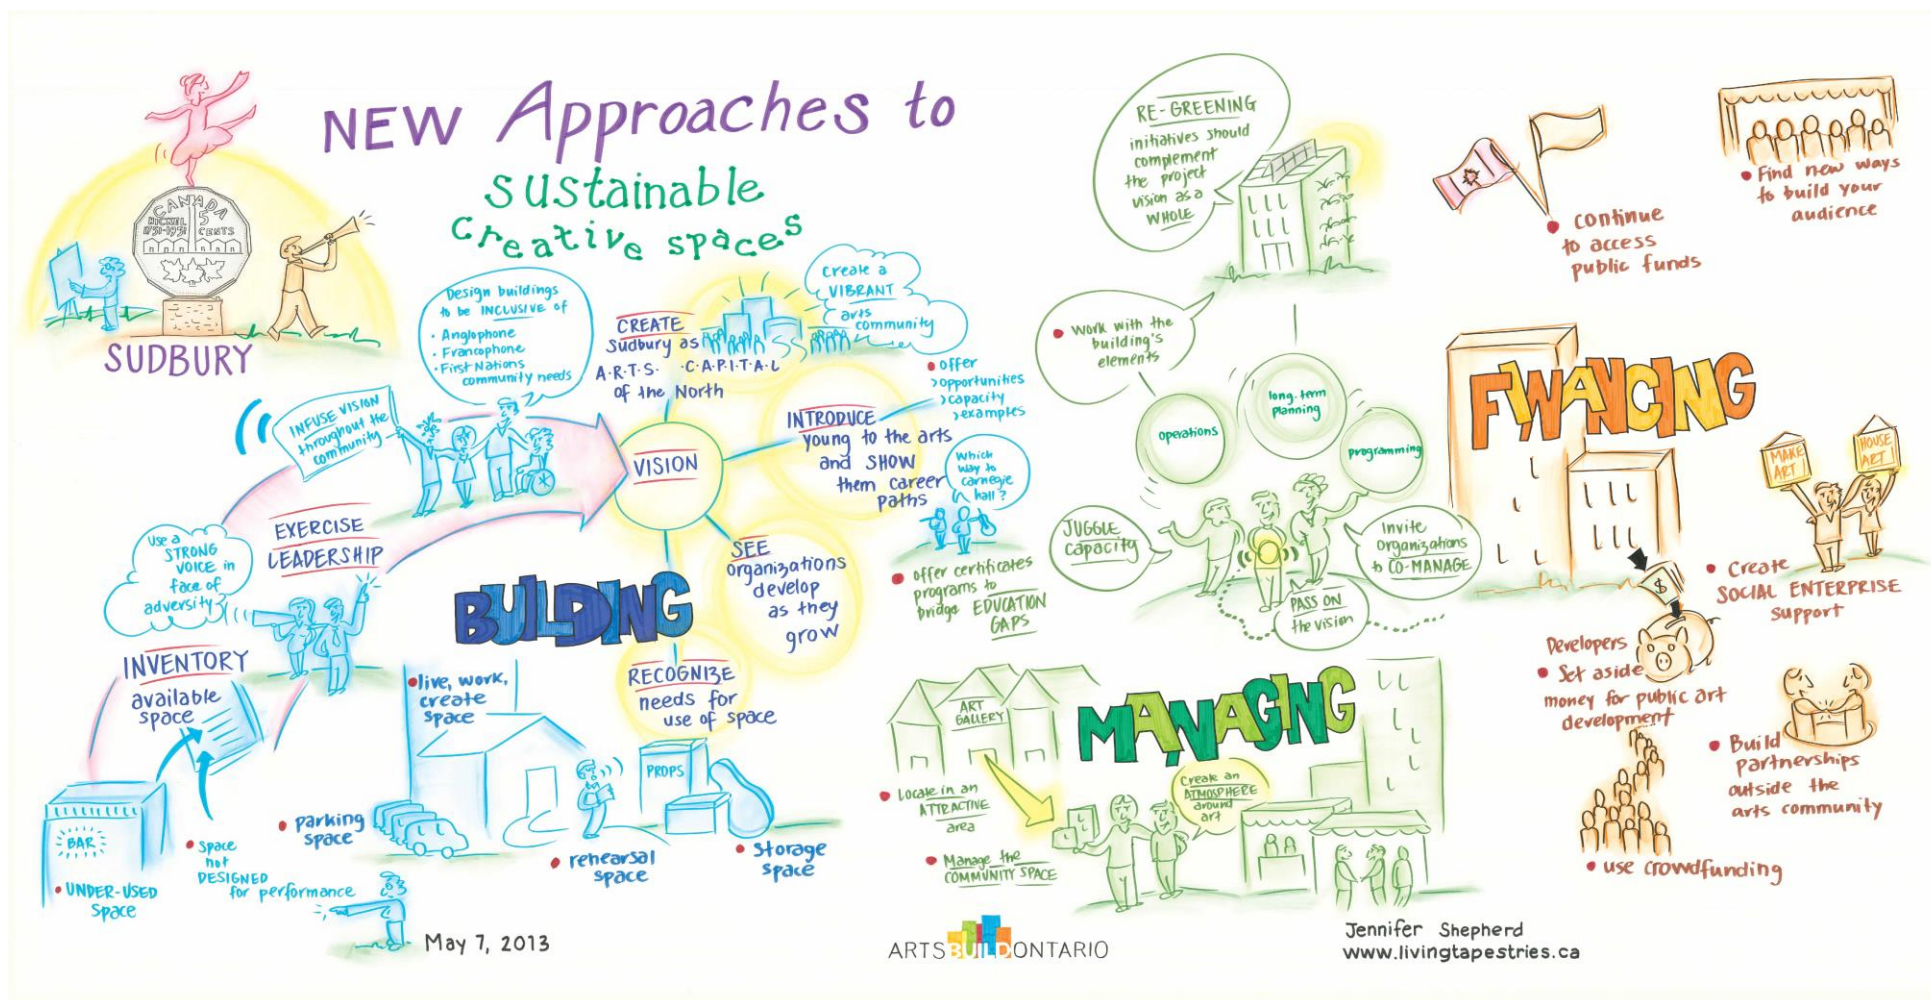 NEW Approaches to
sustainable
creative spaces
CANADA
NICKEL
1751-1951
5
CENTS
SUDBURY
Design buildings
to be INCLUSIVE of
· Anglophone
· Francophone
· First Nations
community needs
CREATE
Sudbury as
A·R·T·S· ·C·A·P·I·T·A·L
of the North
Create a
VIBRANT
arts
community
INFUSE VISION
throughout the
community
VISION
INTRODUCE
young to the arts
and SHOW
them career
paths
• offer
>opportunities
>capacity
>examples
Which
way to
carnegie
hall?
• offer certificates
programs to
bridge EDUCATION
GAPS
SEE
organizations
develop
as they
grow
RECOGNIZE
needs for
use of space
EXERCISE
LEADERSHIP
Use a
STRONG
VOICE in
face of
adversity
BUILDING
INVENTORY
available
space
BAR
• UNDER-USED
space
• Space
not
DESIGNED
for performance
• parking
space
• live, work,
create
space
• rehearsal
space
PROPS
• storage
space
May 7, 2013
RE-GREENING
initiatives should
complement
the project
vision as a
WHOLE
• Work with the
building's
elements
operations
long-term
planning
programming
JUGGLE
capacity
Invite
organizations
to CO-MANAGE
PASS ON
the vision
MANAGING
ART
GALLERY
• Locate in an
ATTRACTIVE
area
• Manage the
COMMUNITY SPACE
Create an
ATMOSPHERE
around
art
ARTSBUILDONTARIO
• continue
to access
public funds
• Find new ways
to build your
audience
FINANCING
MAKE
ART!
HOUSE
ART!
• Create
SOCIAL ENTERPRISE
support
$
Developers
• Set aside
money for public art
development
• Build
partnerships
outside the
arts community
• use crowdfunding
Jennifer Shepherd
www.livingtapestries.ca